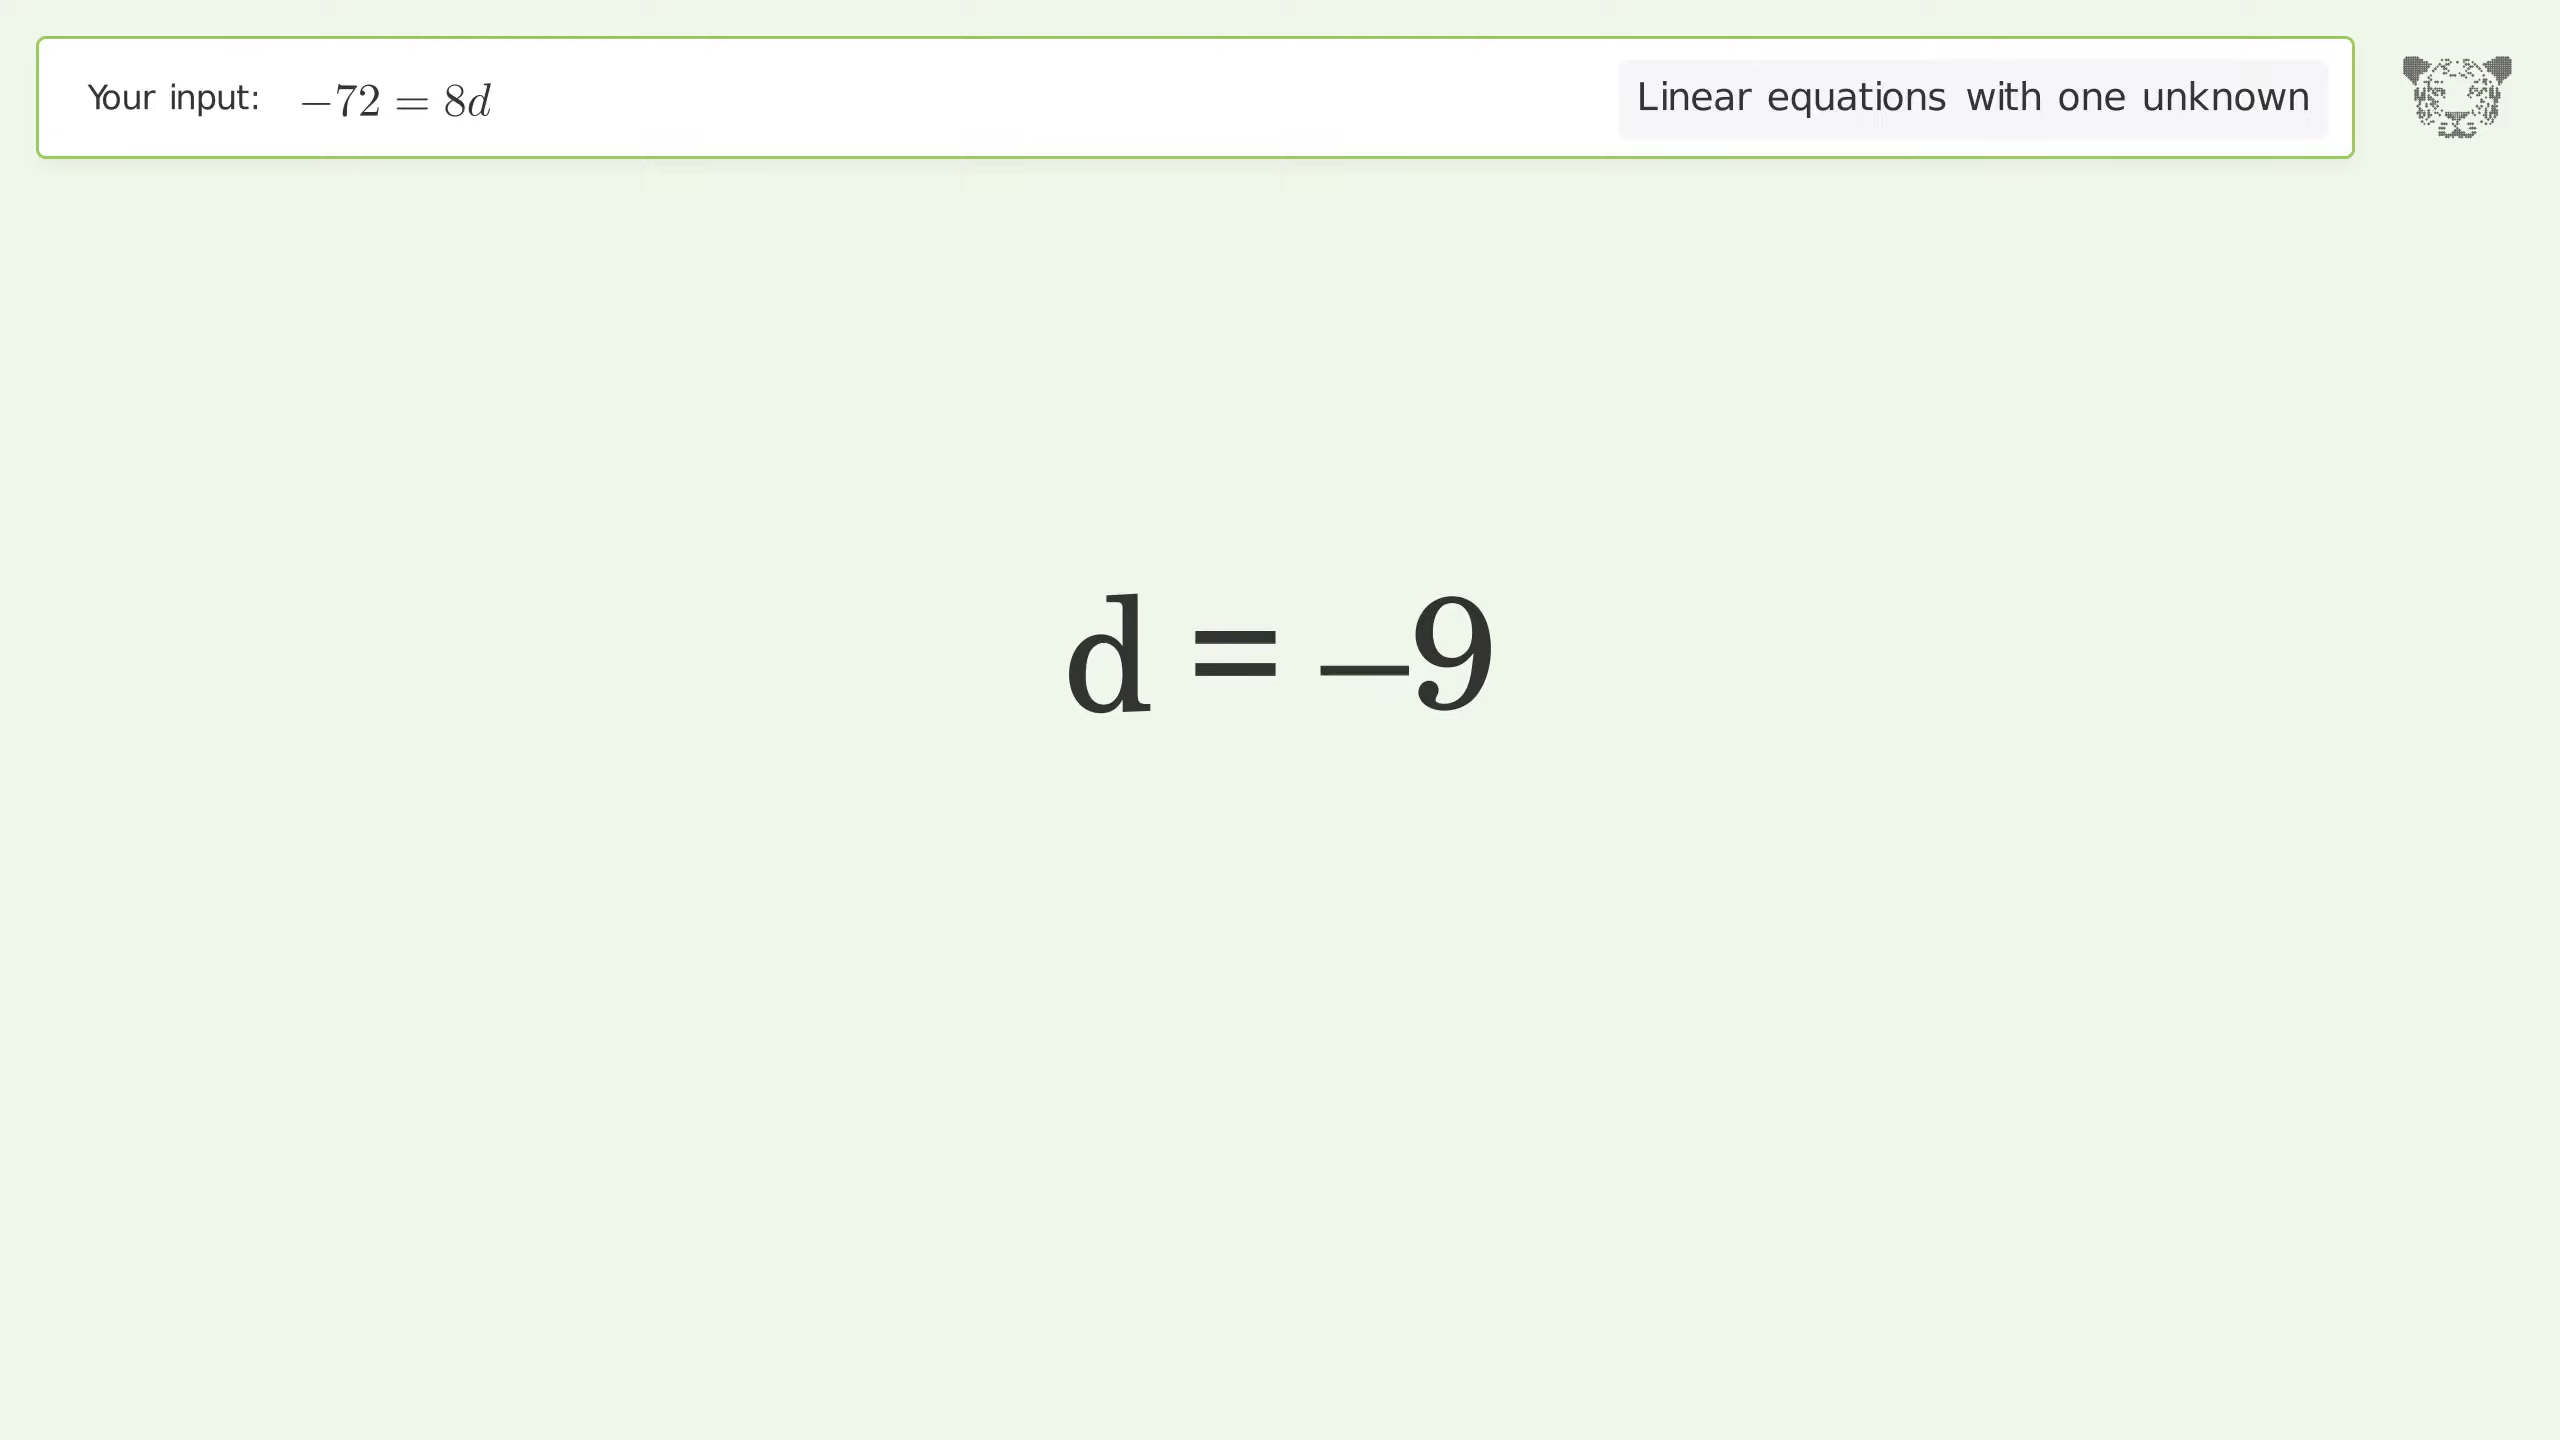 Your input: −72 = 8d
Linear equations with one unknown
d = −9